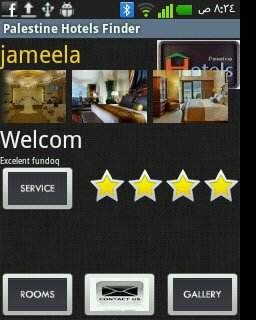 ٨:٢٤ ص
Palestine Hotels Finder
jameela
Palestine
Hotels
Welcom
Excelent fundoq
SERVICE
CONTACT US
ROOMS
GALLERY